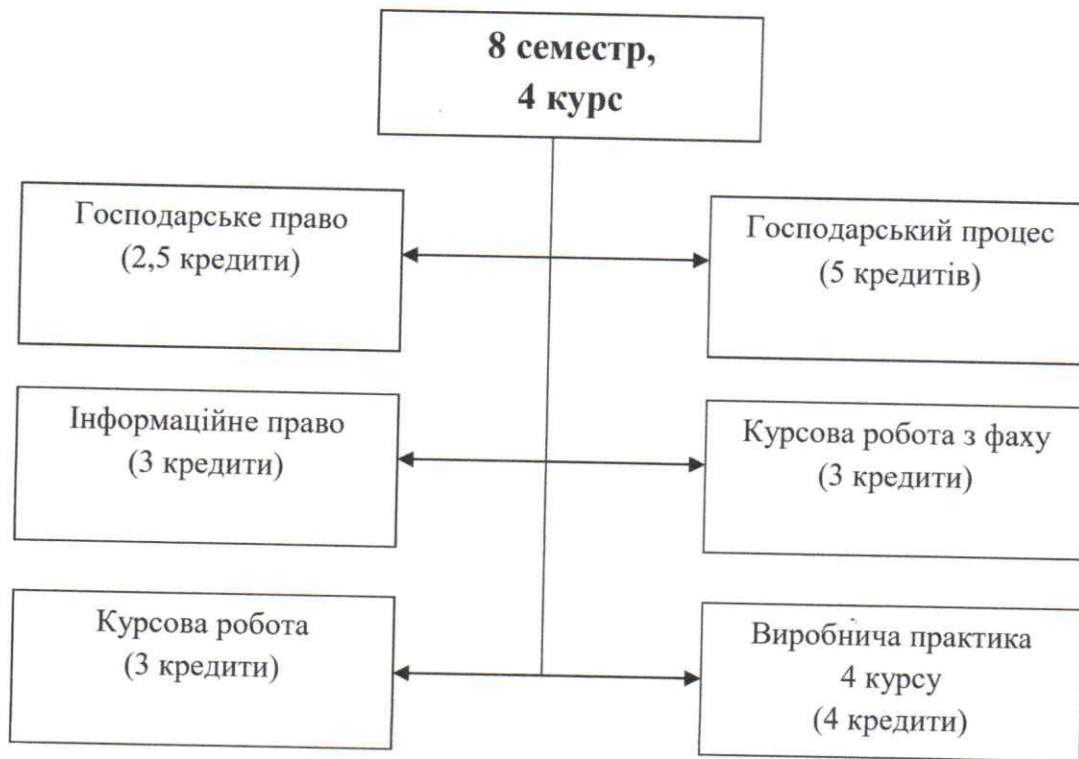 8 семестр,
4 курс
Господарське право
(2,5 кредити)
Господарський процес
(5 кредитів)
Інформаційне право
(3 кредити)
Курсова робота з фаху
(3 кредити)
Курсова робота
(3 кредити)
Виробнича практика
4 курсу
(4 кредити)